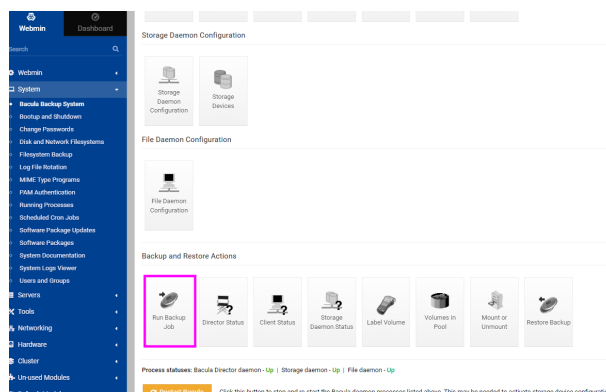 Webmin
Dashboard
Search
Webmin
System
Bacula Backup System
Bootup and Shutdown
Change Passwords
Disk and Network Filesystems
Filesystem Backup
Log File Rotation
MIME Type Programs
PAM Authentication
Running Processes
Scheduled Cron Jobs
Software Package Updates
Software Packages
System Documentation
System Logs Viewer
Users and Groups
Servers
Tools
Networking
Hardware
Cluster
Un-used Modules
Storage Daemon Configuration
Storage
Daemon
Configuration
Storage
Devices
File Daemon Configuration
File Daemon
Configuration
Backup and Restore Actions
Run Backup
Job
Director Status
Client Status
Storage
Daemon Status
Label Volume
Volumes In
Pool
Mount or
Unmount
Restore Backup
Process statuses: Bacula Director daemon - Up | Storage daemon - Up | File daemon - Up
Restart Bacula
Click this button to stop and re-start the Bacula daemon processes listed above. This may be needed to activate storage device